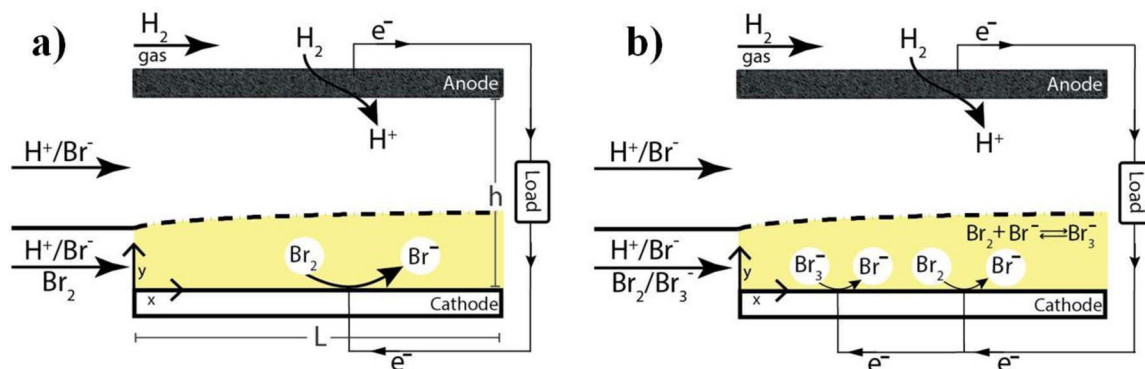 a)
H₂
gas
H₂
e⁻
Anode
H⁺
H⁺/Br⁻
h
Load
H⁺/Br⁻
Br₂
Br₂
Br⁻
y
x
Cathode
L
e⁻
b)
H₂
gas
H₂
e⁻
Anode
H⁺
H⁺/Br⁻
Load
Br₂+Br⁻⇌Br₃⁻
H⁺/Br⁻
Br₂/Br₃⁻
Br₃⁻
Br⁻
Br₂
Br⁻
y
x
Cathode
e⁻
e⁻